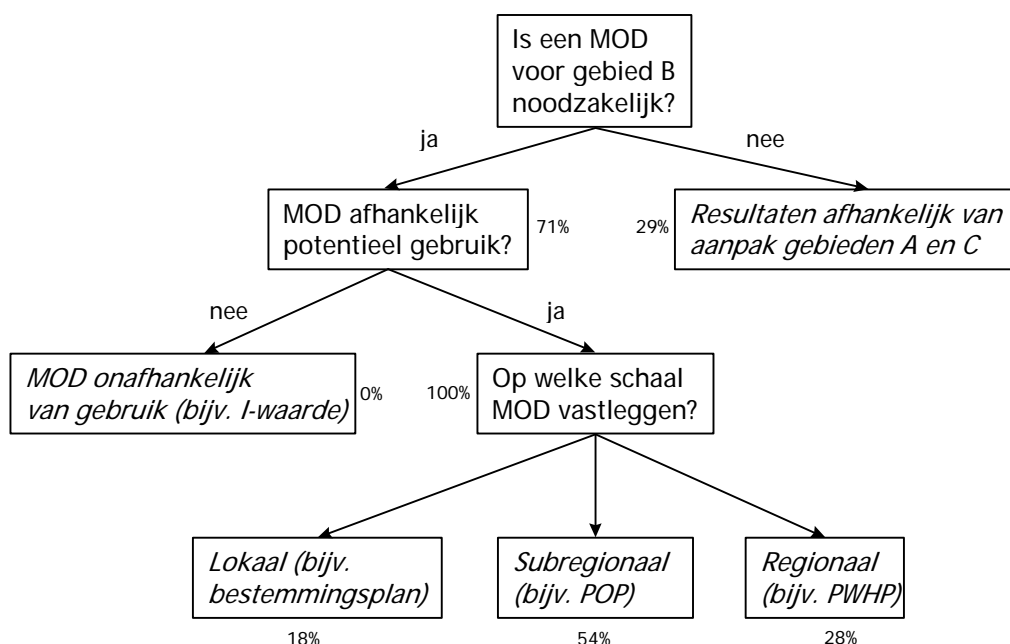 Is een MOD
voor gebied B
noodzakelijk?
ja
nee
MOD afhankelijk
potentieel gebruik?
71%
29%
Resultaten afhankelijk van
aanpak gebieden A en C
nee
ja
MOD onafhankelijk
van gebruik (bijv. I-waarde)
0%
100%
Op welke schaal
MOD vastleggen?
Lokaal (bijv.
bestemmingsplan)
Subregionaal
(bijv. POP)
Regionaal
(bijv. PWHP)
18%
54%
28%